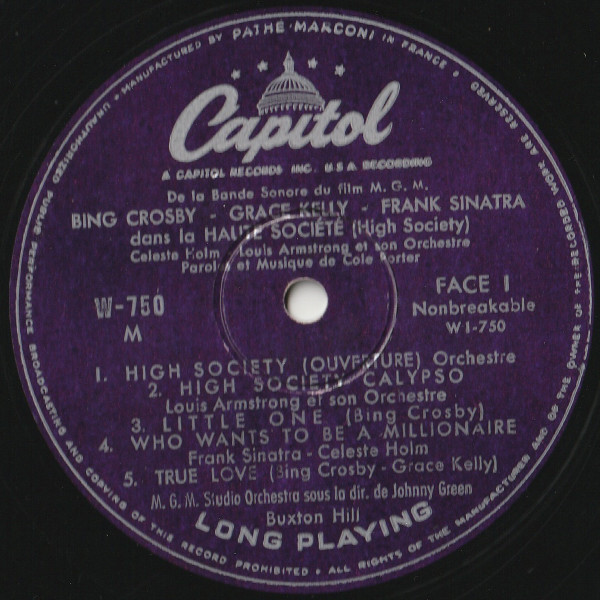 MANUFACTURED BY PATHÉ-MARCONI IN FRANCE. • ALL RIGHTS OF THE MANUFACTURER AND OF THE OWNER OF THE RECORDED WORK ARE RESERVED
UNAUTHORIZED PUBLIC PERFORMANCE BROADCASTING AND COPYING OF THIS RECORD PROHIBITED •
Capitol
A CAPITOL RECORDS INC. U.S.A. RECORDING
De la Bande Sonore du film M. G. M.
BING CROSBY - GRACE KELLY - FRANK SINATRA
dans la HAUTE SOCIÉTÉ (High Society)
Celeste Holm - Louis Armstrong et son Orchestre
Paroles et Musique de Cole Porter
W-750
M
FACE 1
Nonbreakable
W 1-750
1. HIGH SOCIETY (OUVERTURE) Orchestre
2. HIGH SOCIETY CALYPSO
Louis Armstrong et son Orchestre
3. LITTLE ONE (Bing Crosby)
4. WHO WANTS TO BE A MILLIONAIRE
Frank Sinatra - Celeste Holm
5. TRUE LOVE (Bing Crosby - Grace Kelly)
M. G. M. Studio Orchestra sous la dir. de Johnny Green
Buxton Hill
LONG PLAYING